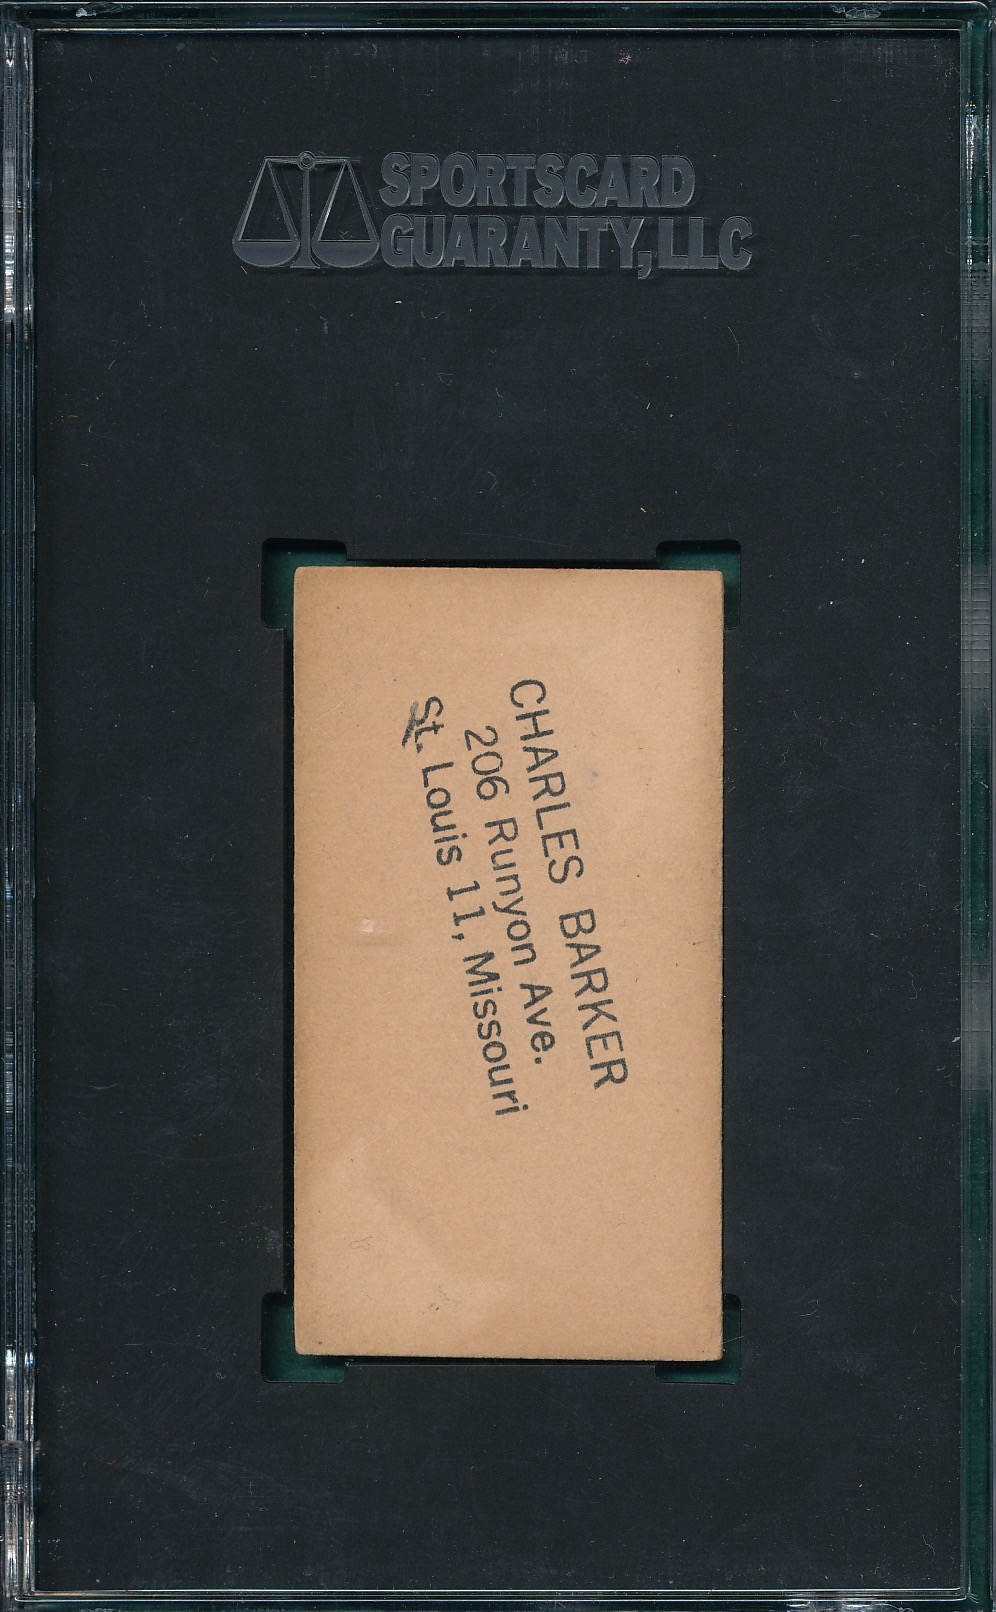 SPORTSCARD
GUARANTY, LLC
CHARLES BARKER
206 Runyon Ave.
St. Louis 11, Missouri